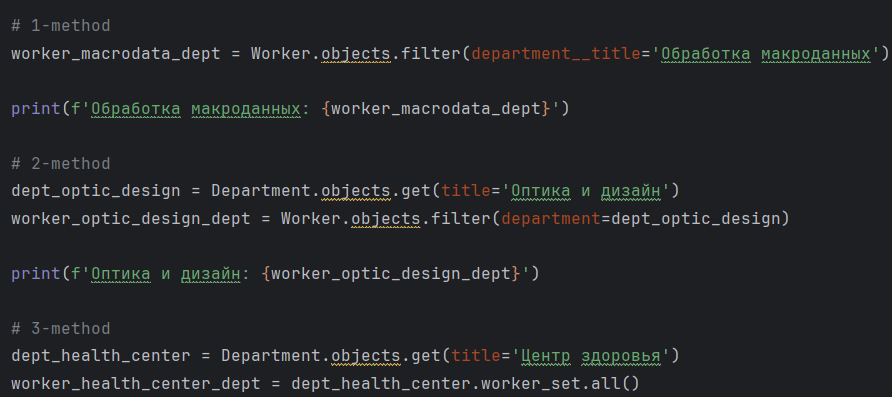 # 1-method
worker_macrodata_dept = Worker.objects.filter(department__title='Обработка макроданных')
print(f'Обработка макроданных: {worker_macrodata_dept}')
# 2-method
dept_optic_design = Department.objects.get(title='Оптика и дизайн')
worker_optic_design_dept = Worker.objects.filter(department=dept_optic_design)
print(f'Оптика и дизайн: {worker_optic_design_dept}')
# 3-method
dept_health_center = Department.objects.get(title='Центр здоровья')
worker_health_center_dept = dept_health_center.worker_set.all()